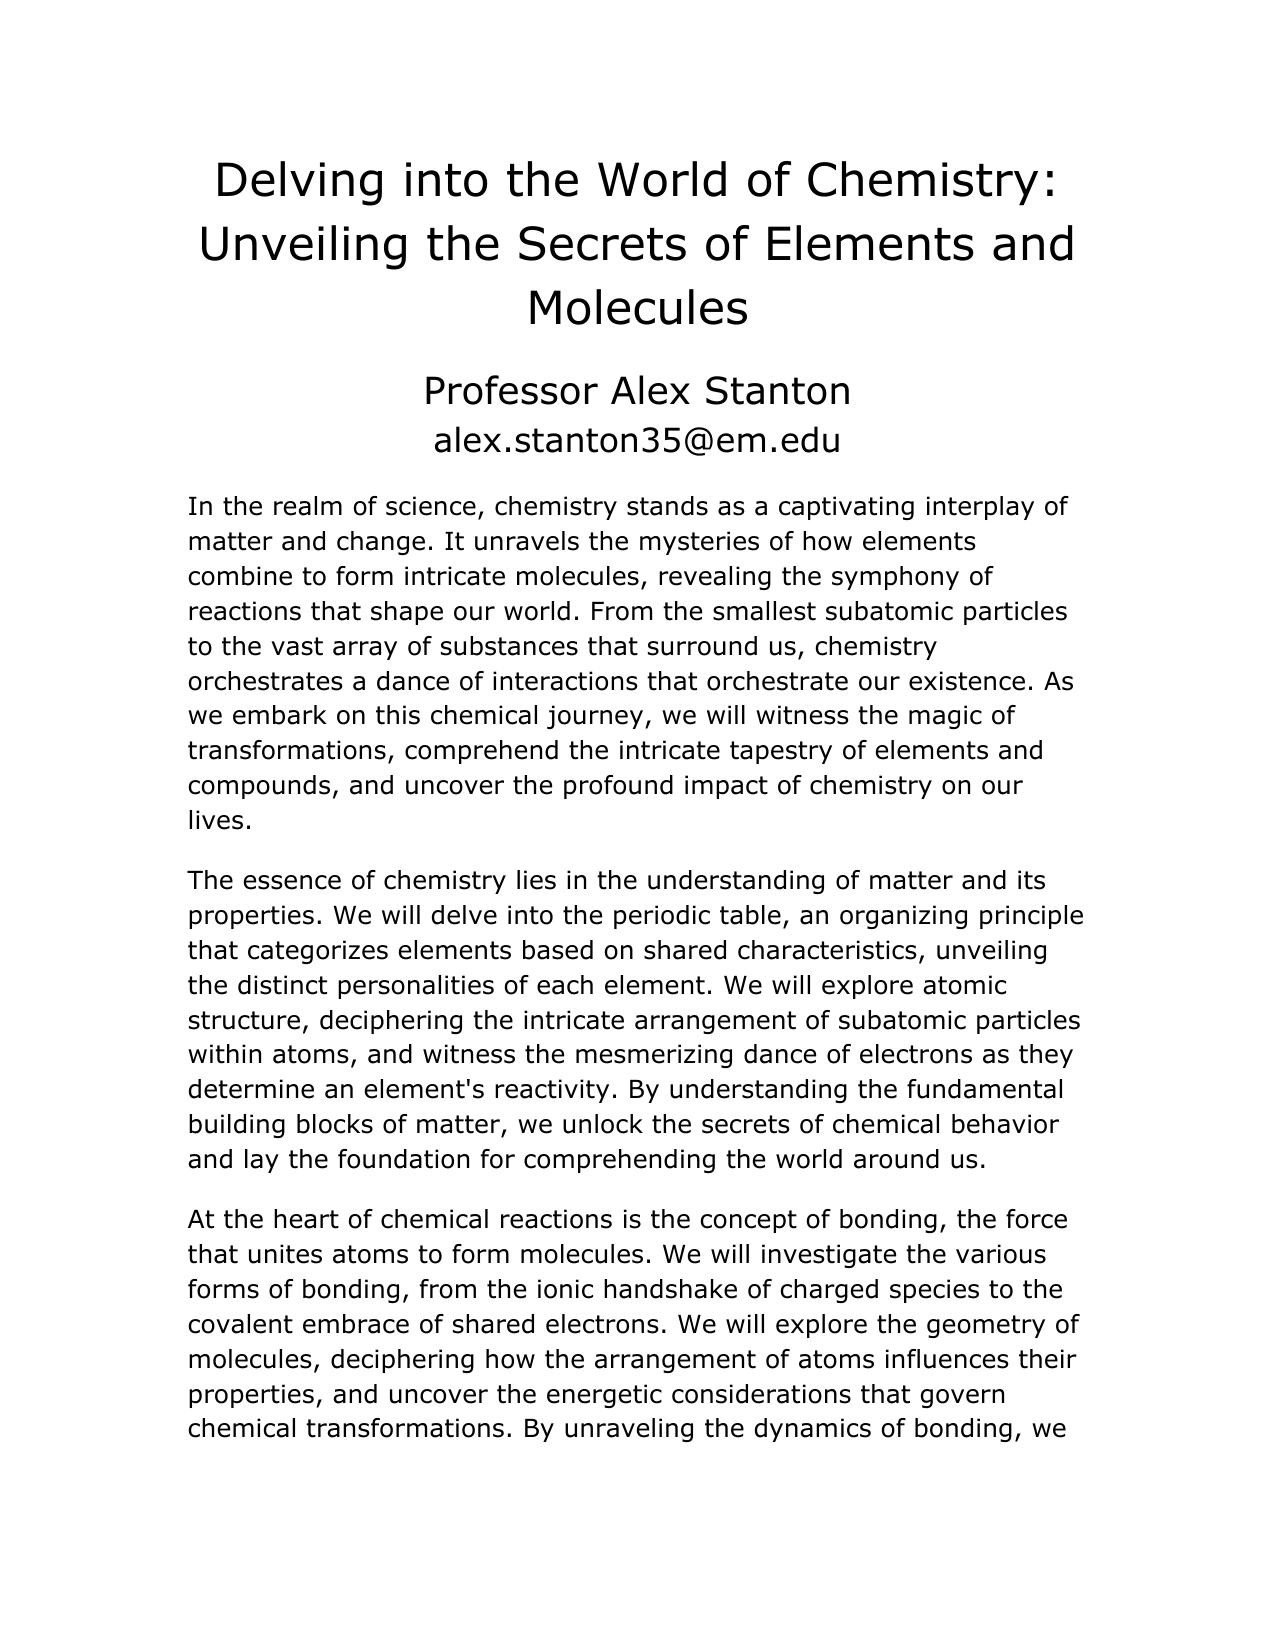 Delving into the World of Chemistry:
Unveiling the Secrets of Elements and
Molecules
Professor Alex Stanton
alex.stanton35@em.edu
In the realm of science, chemistry stands as a captivating interplay of
matter and change. It unravels the mysteries of how elements
combine to form intricate molecules, revealing the symphony of
reactions that shape our world. From the smallest subatomic particles
to the vast array of substances that surround us, chemistry
orchestrates a dance of interactions that orchestrate our existence. As
we embark on this chemical journey, we will witness the magic of
transformations, comprehend the intricate tapestry of elements and
compounds, and uncover the profound impact of chemistry on our
lives.
The essence of chemistry lies in the understanding of matter and its
properties. We will delve into the periodic table, an organizing principle
that categorizes elements based on shared characteristics, unveiling
the distinct personalities of each element. We will explore atomic
structure, deciphering the intricate arrangement of subatomic particles
within atoms, and witness the mesmerizing dance of electrons as they
determine an element's reactivity. By understanding the fundamental
building blocks of matter, we unlock the secrets of chemical behavior
and lay the foundation for comprehending the world around us.
At the heart of chemical reactions is the concept of bonding, the force
that unites atoms to form molecules. We will investigate the various
forms of bonding, from the ionic handshake of charged species to the
covalent embrace of shared electrons. We will explore the geometry of
molecules, deciphering how the arrangement of atoms influences their
properties, and uncover the energetic considerations that govern
chemical transformations. By unraveling the dynamics of bonding, we